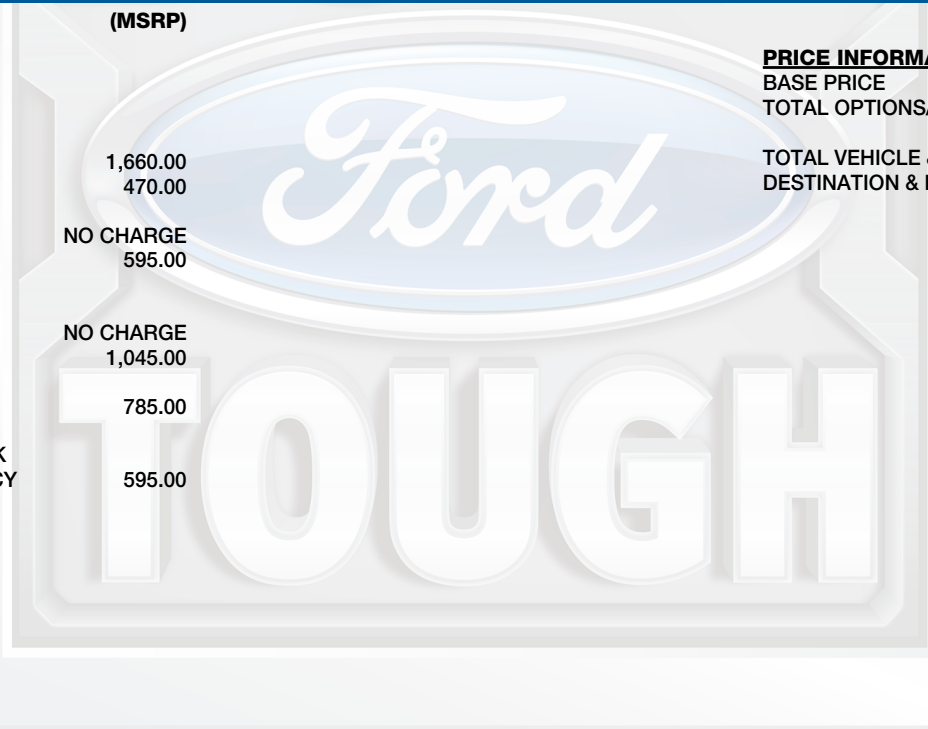 (MSRP)
1,660.00
470.00
NO CHARGE
595.00
NO CHARGE
1,045.00
785.00
K
CY
595.00
PRICE INFORMA
BASE PRICE
TOTAL OPTIONS/
TOTAL VEHICLE &
DESTINATION &
Ford
TOUGH